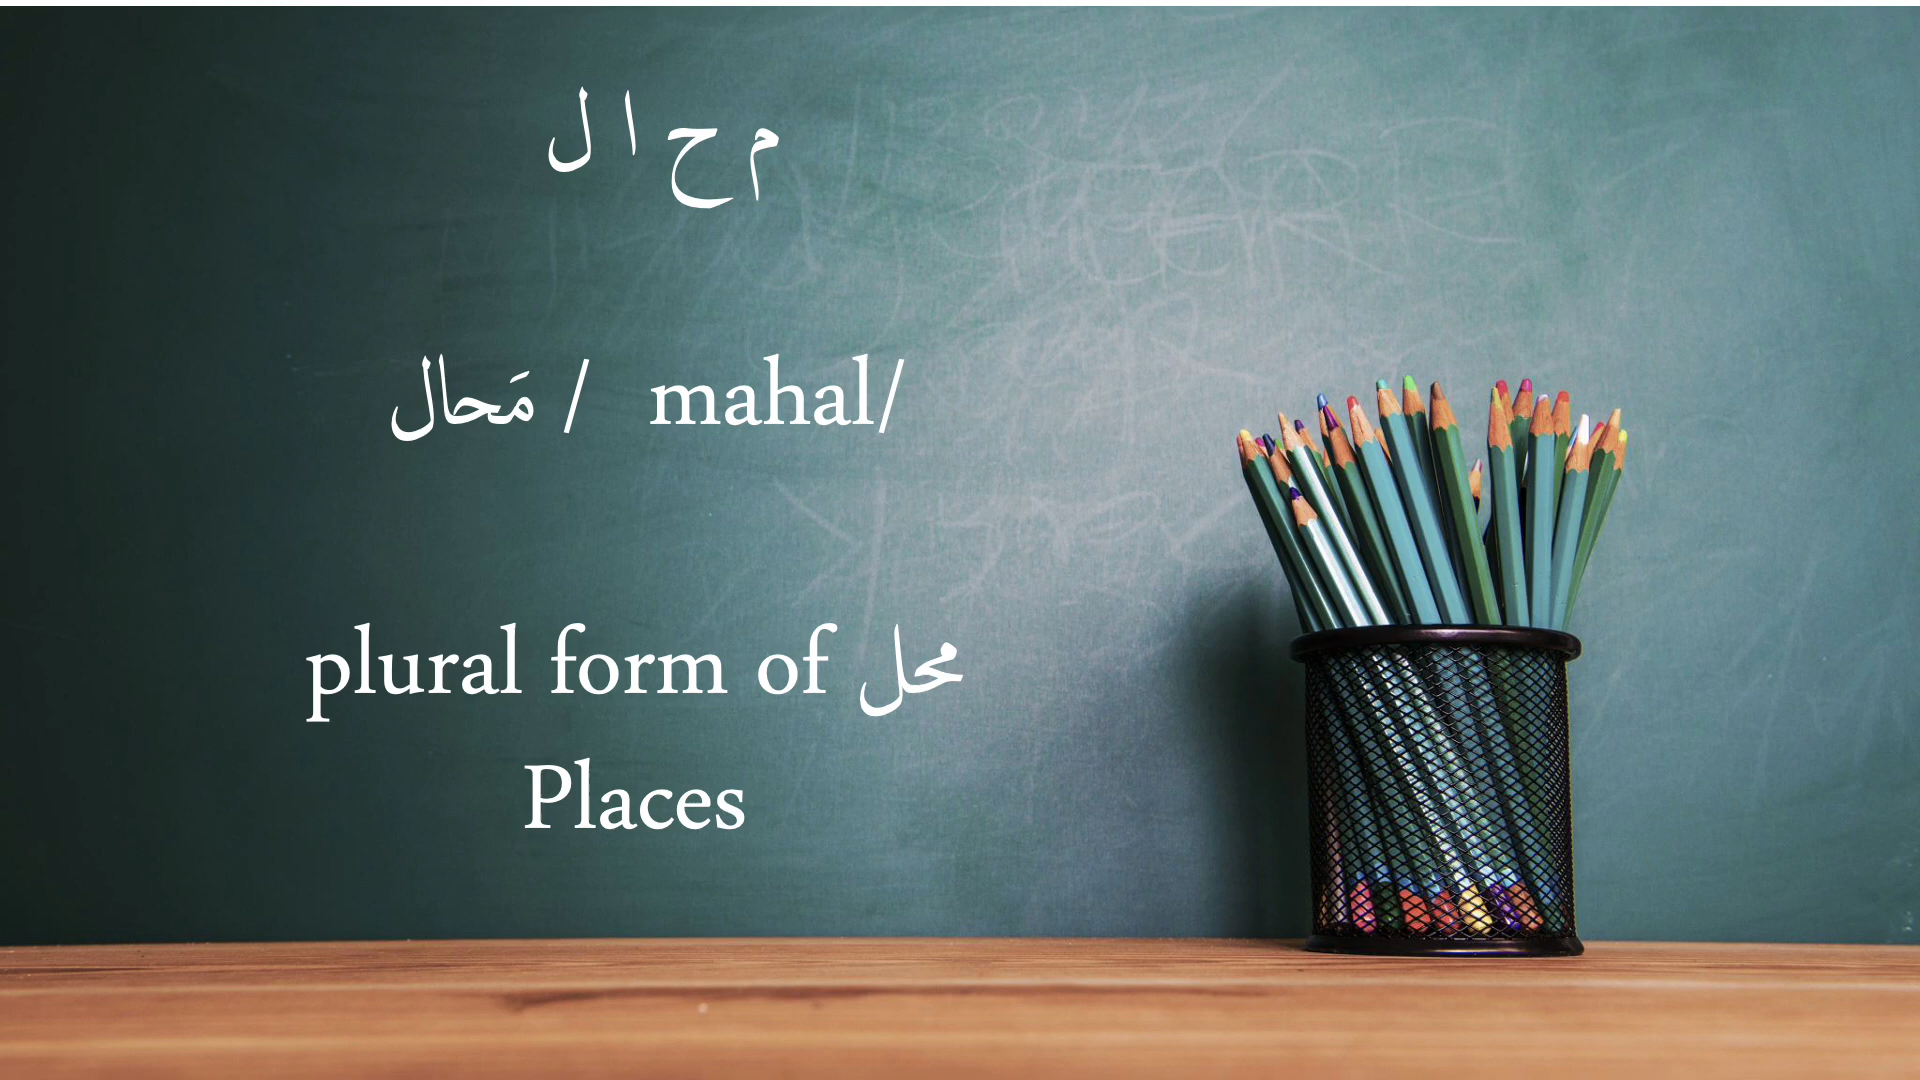 م ح ا ل
مَحال / mahal/
plural form of محل
Places